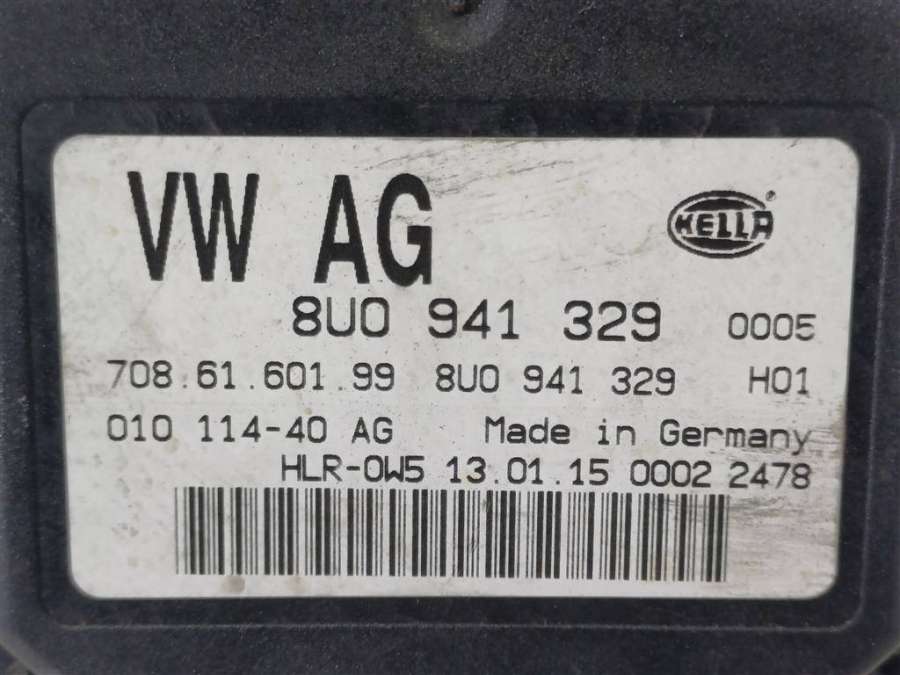 VW AG
HELLA
8U0 941 329 0005
708.61.601.99 8U0 941 329 H01
010 114-40 AG Made in Germany
HLR-0W5 13.01.15 0002 2478